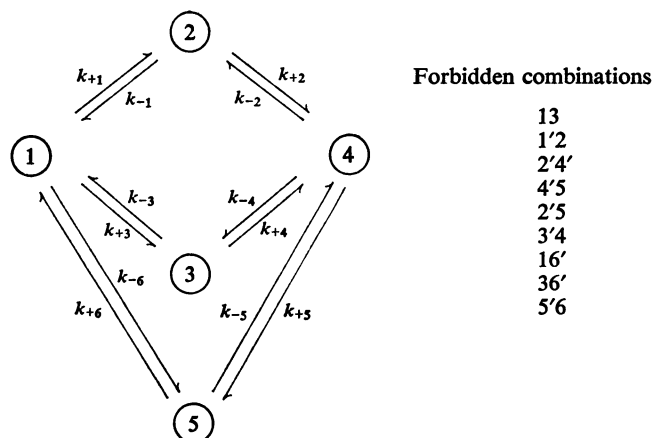 2
k+1
k−1
k+2
k−2
1
4
k−3
k+3
k−4
k+4
3
k−6
k+6
k−5
k+5
5
Forbidden combinations
13
1′2
2′4′
4′5
2′5
3′4
16′
36′
5′6